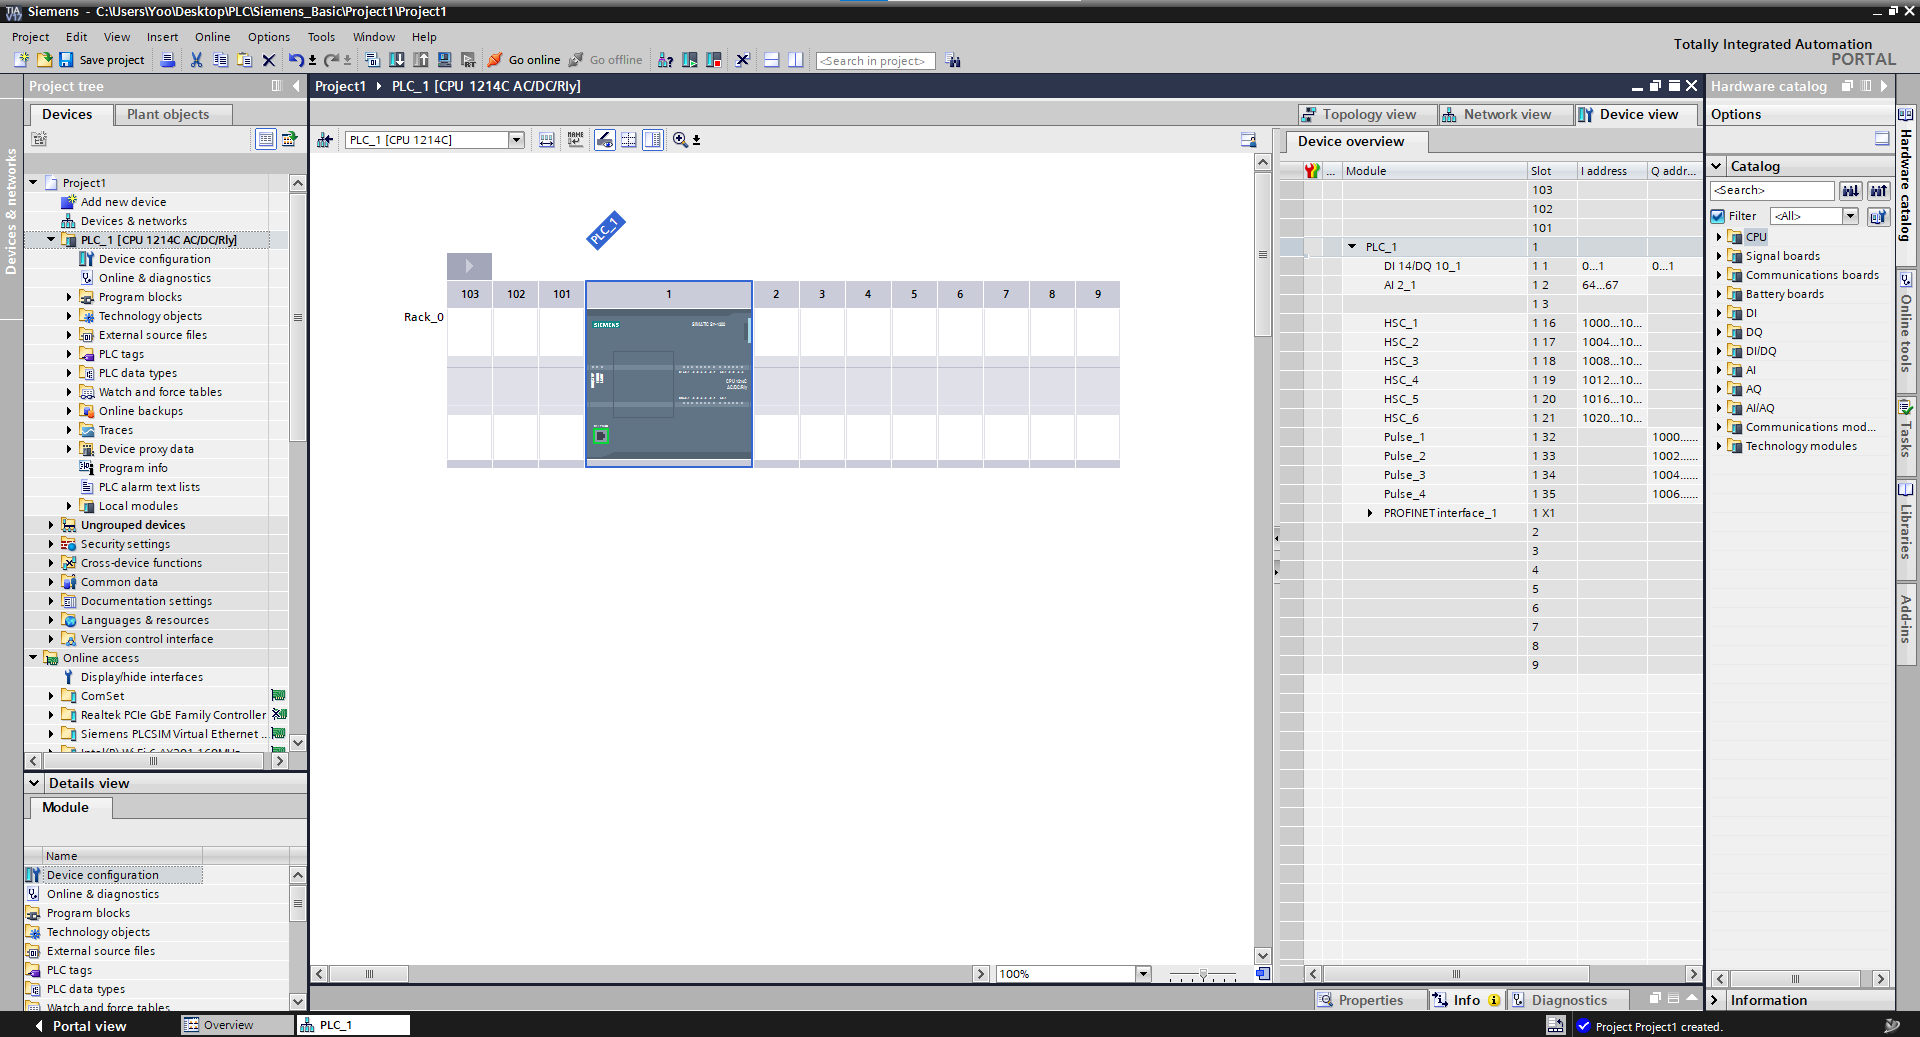 Siemens - C:\Users\Yoo\Desktop\PLC\Siemens_Basic\Project1\Project1
Project Edit View Insert Online Options Tools Window Help
Totally Integrated Automation
PORTAL
Save project
Go online
Go offline
<Search in project>
Project tree
Devices
Plant objects
Devices & networks
Project1
Add new device
Devices & networks
PLC_1 [CPU 1214C AC/DC/Rly]
Device configuration
Online & diagnostics
Program blocks
Technology objects
External source files
PLC tags
PLC data types
Watch and force tables
Online backups
Traces
Device proxy data
Program info
PLC alarm text lists
Local modules
Ungrouped devices
Security settings
Cross-device functions
Common data
Documentation settings
Languages & resources
Version control interface
Online access
Display/hide interfaces
ComSet
Realtek PCIe GbE Family Controller
Siemens PLCSIM Virtual Ethernet ...
Details view
Module
Name
Device configuration
Online & diagnostics
Program blocks
Technology objects
External source files
PLC tags
PLC data types
Watch and force tables
Project1 PLC_1 [CPU 1214C AC/DC/Rly]
Topology view
Network view
Device view
PLC_1 [CPU 1214C]
PLC_1
103 102 101 1 2 3 4 5 6 7 8 9
Rack_0
SIEMENS
SIMATIC S7-1200
CPU 1214C
AC/DC/Rly
100%
Device overview
... Module Slot I address Q addr...
103
102
101
PLC_1 1
DI 14/DQ 10_1 1 1 0...1 0...1
AI 2_1 1 2 64...67
1 3
HSC_1 1 16 1000...10...
HSC_2 1 17 1004...10...
HSC_3 1 18 1008...10...
HSC_4 1 19 1012...10...
HSC_5 1 20 1016...10...
HSC_6 1 21 1020...10...
Pulse_1 1 32 1000......
Pulse_2 1 33 1002......
Pulse_3 1 34 1004......
Pulse_4 1 35 1006......
PROFINET interface_1 1 X1
2
3
4
5
6
7
8
9
Properties
Info
Diagnostics
Hardware catalog
Options
Catalog
<Search>
Filter <All>
CPU
Signal boards
Communications boards
Battery boards
DI
DQ
DI/DQ
AI
AQ
AI/AQ
Communications mod...
Technology modules
Information
Hardware catalog
Online tools
Tasks
Libraries
Add-ins
Portal view
Overview
PLC_1
Project Project1 created.